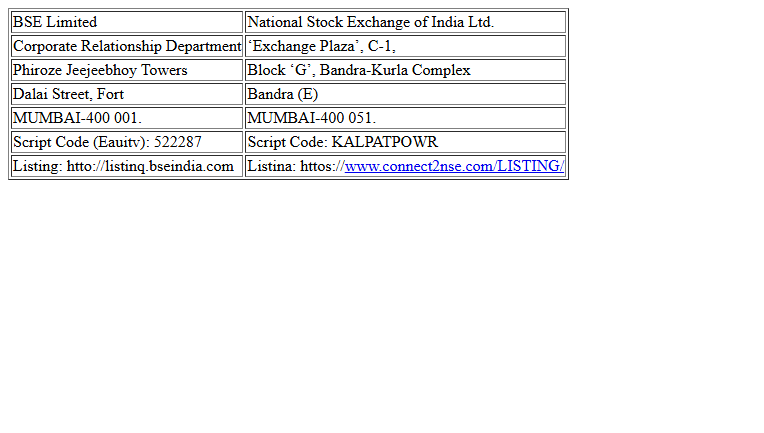 BSE Limited National Stock Exchange of India Ltd.
Corporate Relationship Department ‘Exchange Plaza’, C-1,
Phiroze Jeejeebhoy Towers Block ‘G’, Bandra-Kurla Complex
Dalai Street, Fort Bandra (E)
MUMBAI-400 001. MUMBAI-400 051.
Script Code (Eauitv): 522287 Script Code: KALPATPOWR
Listing: htto://listinq.bseindia.com Listina: httos://www.connect2nse.com/LISTING/